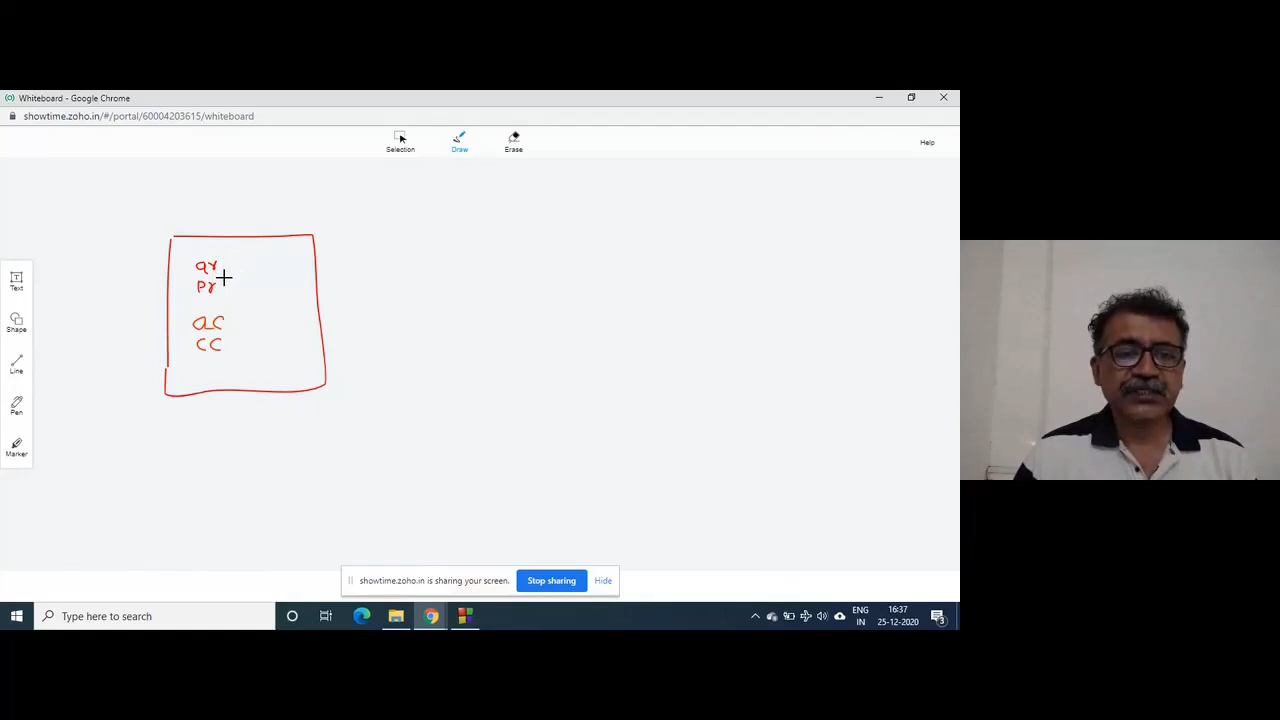 Whiteboard - Google Chrome
showtime.zoho.in/#/portal/60004203615/whiteboard
Selection
Draw
Erase
Help
Text
Shape
Line
Pen
Marker
ar
Pr
ac
CC
showtime.zoho.in is sharing your screen.
Stop sharing
Hide
Type here to search
ENG
IN
16:37
25-12-2020
3